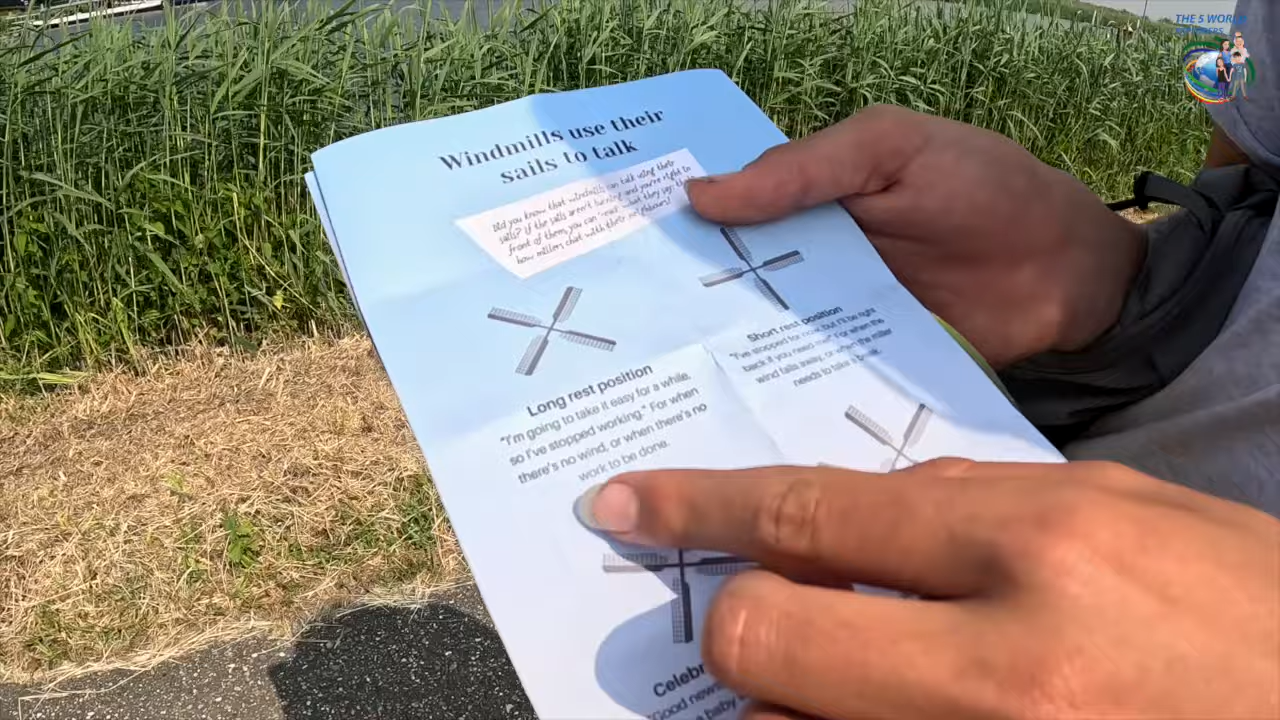 THE 5 WORLD
Windmills use their
sails to talk
Did you know that windmills can talk using their
sails? If the sails aren't turning and you're right in
front of them, you can 'read' what they say
how millers chat with their neighbours!
Long rest position
"I'm going to take it easy for a while,
so I've stopped working." For when
there's no wind, or when there's no
work to be done.
Short rest position
"I've stopped for now, but I'll be right
back if you need me!" For when the
wind falls away, or when the miller
needs to take a break.
Celebr
"Good news
a baby